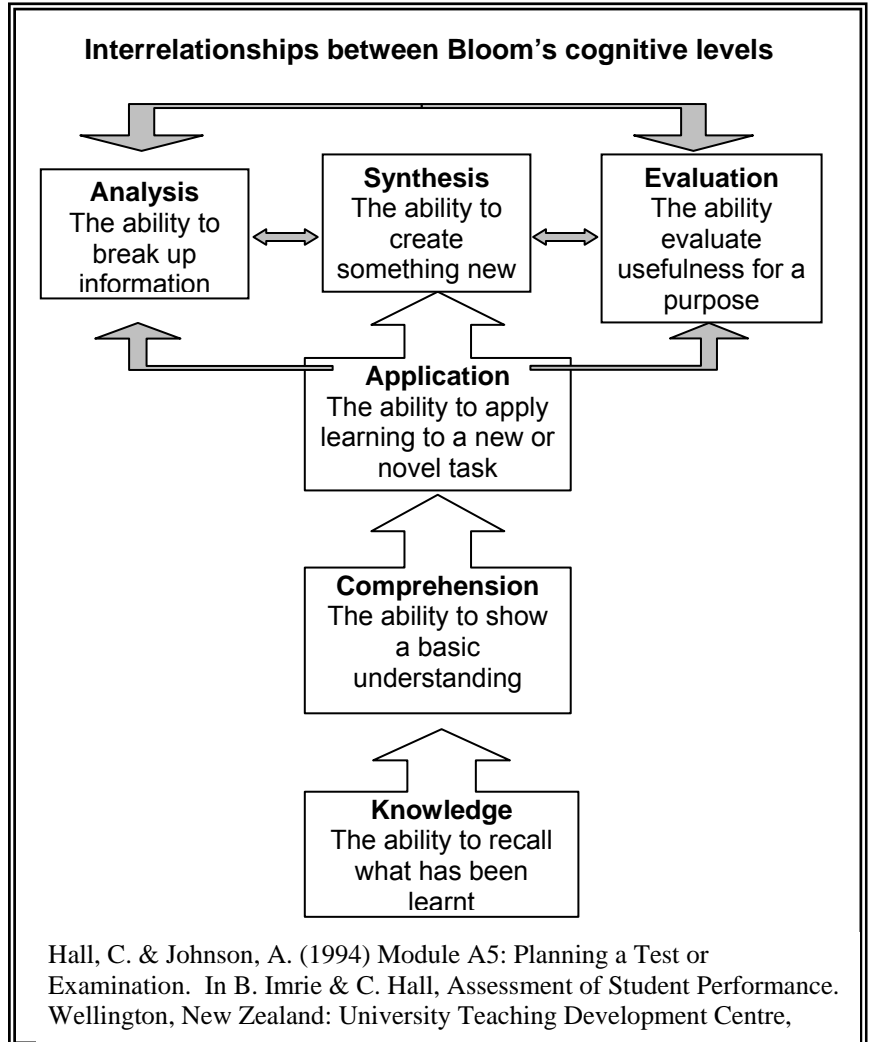 Interrelationships between Bloom’s cognitive levels
Analysis
The ability to
break up
information
Synthesis
The ability to
create
something new
Evaluation
The ability
evaluate
usefulness for a
purpose
Application
The ability to apply
learning to a new or
novel task
Comprehension
The ability to show
a basic
understanding
Knowledge
The ability to recall
what has been
learnt
Hall, C. & Johnson, A. (1994) Module A5: Planning a Test or
Examination. In B. Imrie & C. Hall, Assessment of Student Performance.
Wellington, New Zealand: University Teaching Development Centre,